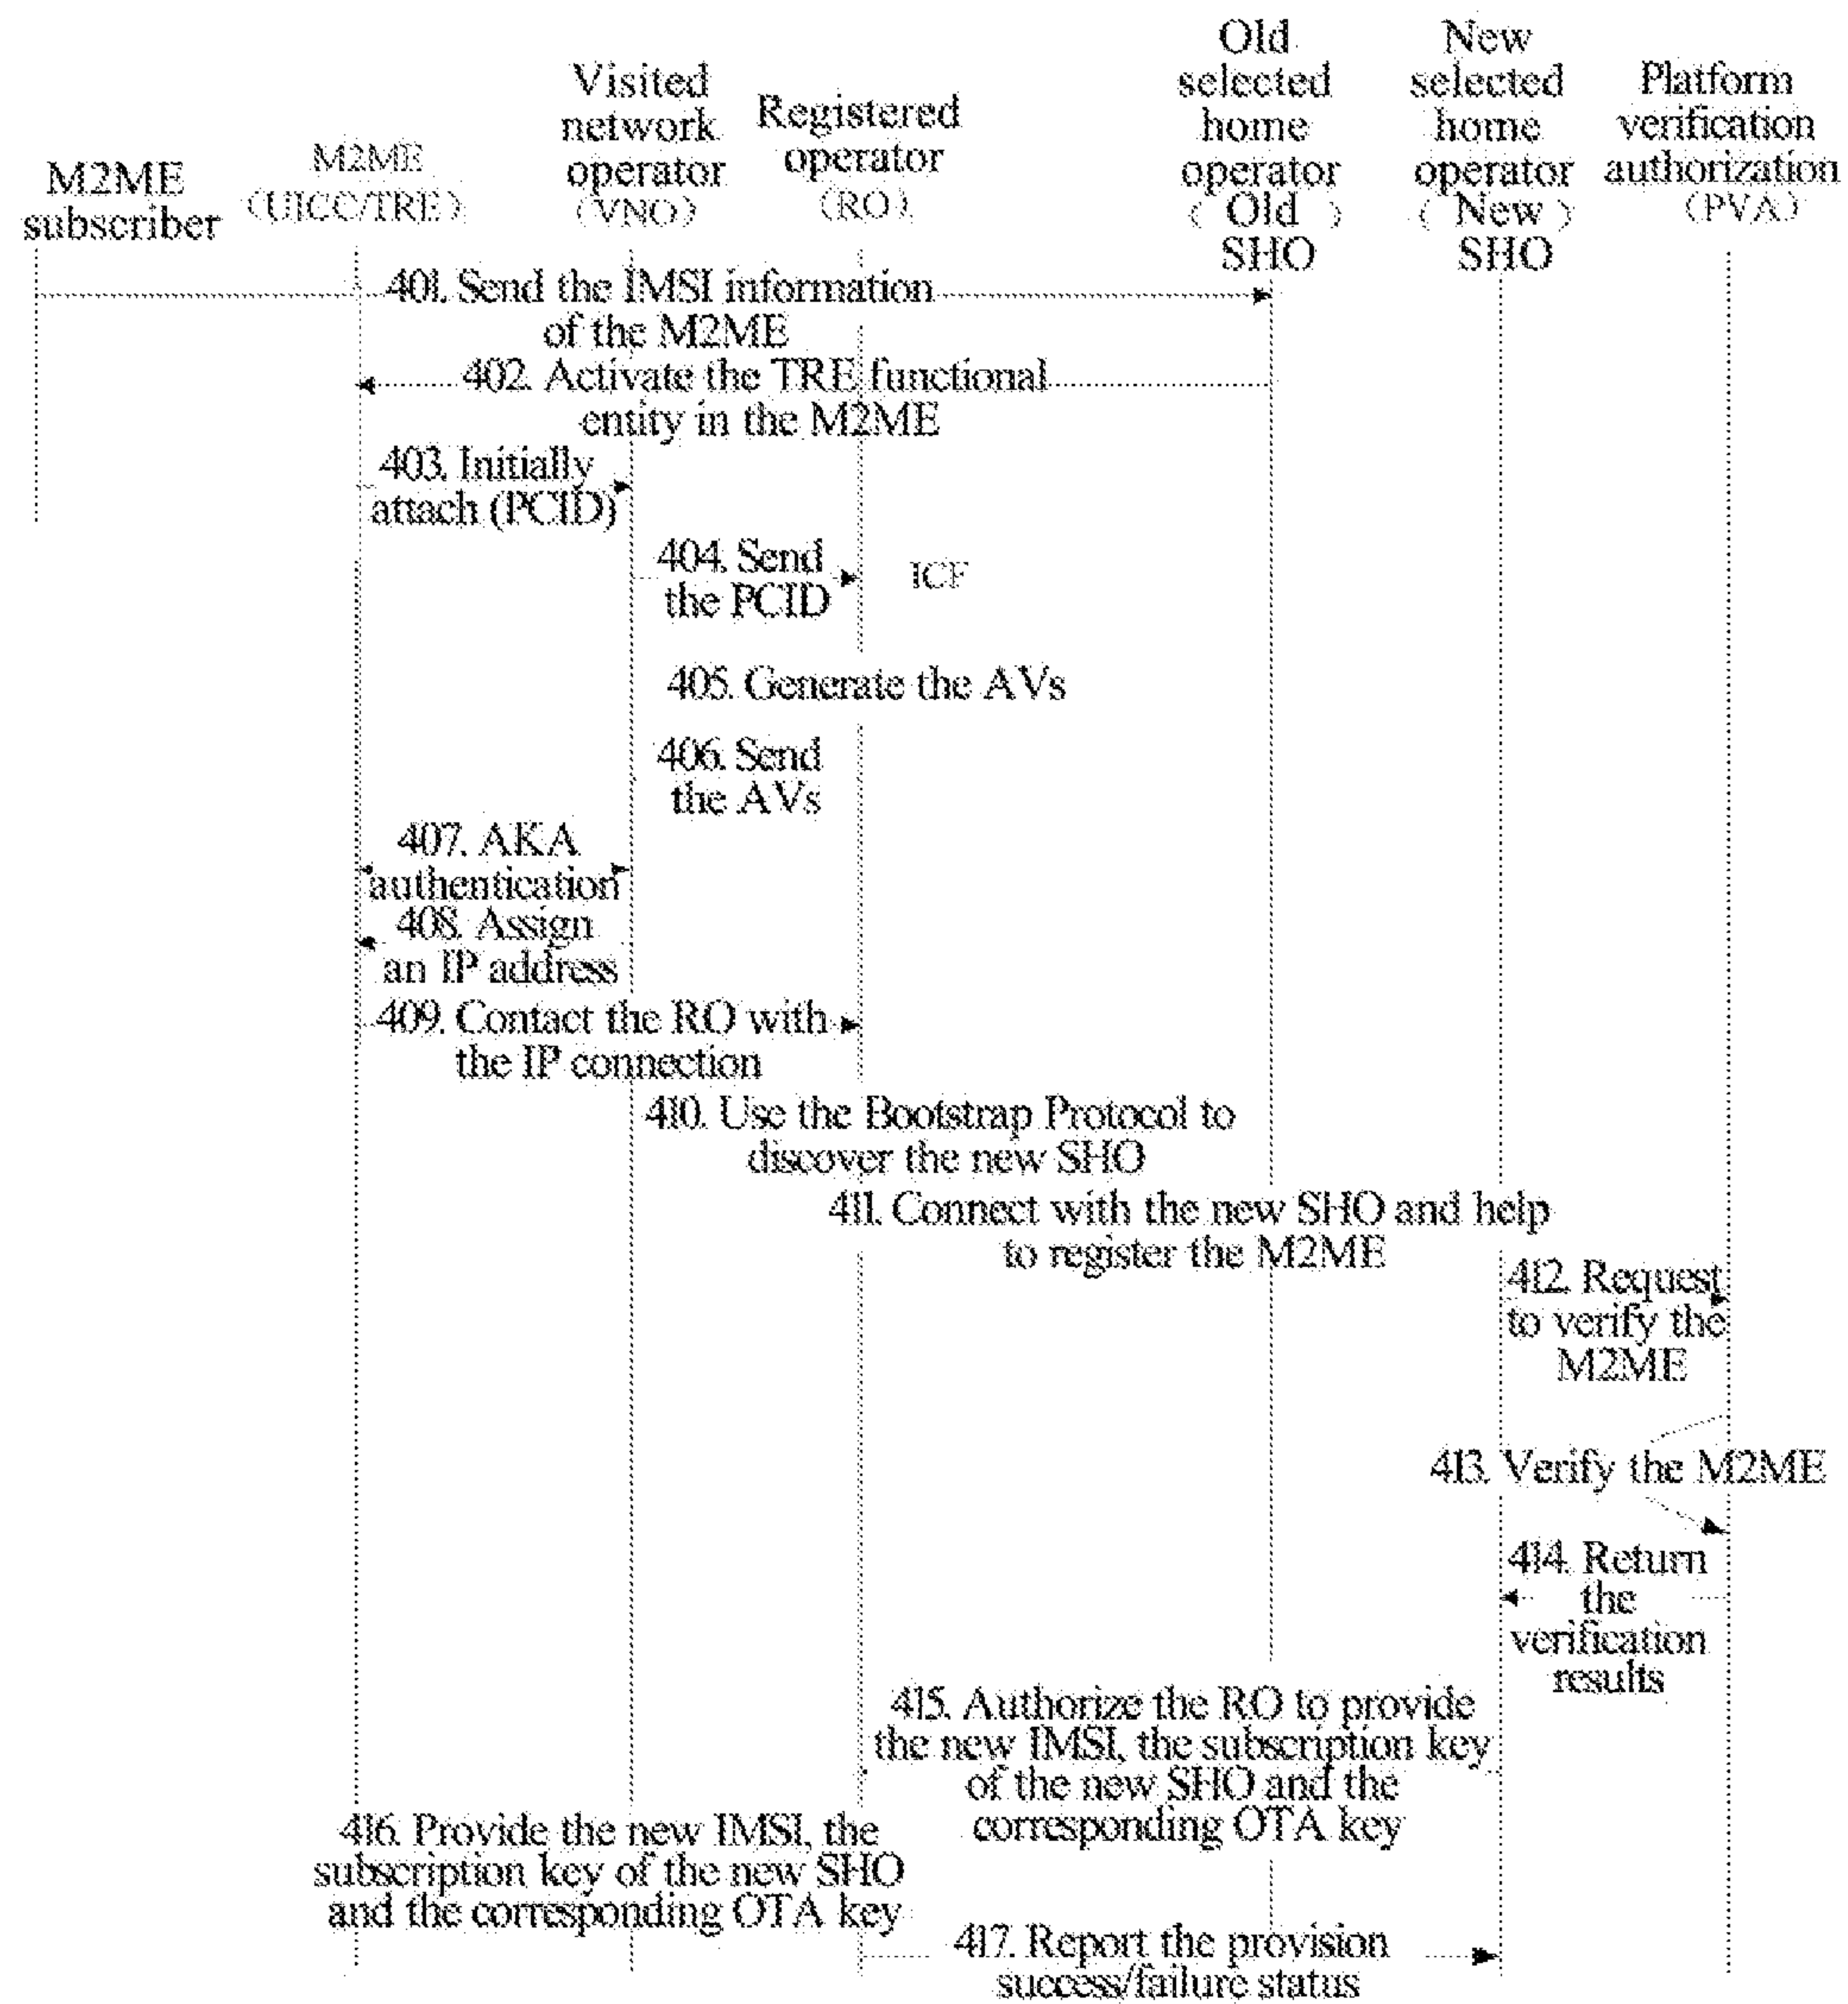 M2ME
subscriber
M2ME
(UICC/TRE)
Visited
network
operator
(VNO)
Registered
operator
(RO)
Old
selected
home
operator
( Old )
SHO
New
selected
home
operator
( New )
SHO
Platform
verification
authorization
(PVA)
401. Send the IMSI information
of the M2ME
402. Activate the TRE functional
entity in the M2ME
403. Initially
attach (PCID)
404. Send
the PCID
ICF
405. Generate the AVs
406. Send
the AVs
407. AKA
authentication
408. Assign
an IP address
409. Contact the RO with
the IP connection
410. Use the Bootstrap Protocol to
discover the new SHO
411. Connect with the new SHO and help
to register the M2ME
412. Request
to verify the
M2ME
413. Verify the M2ME
414. Return
the
verification
results
415. Authorize the RO to provide
the new IMSI, the subscription key
of the new SHO and the
corresponding OTA key
416. Provide the new IMSI, the
subscription key of the new SHO
and the corresponding OTA key
417. Report the provision
success/failure status